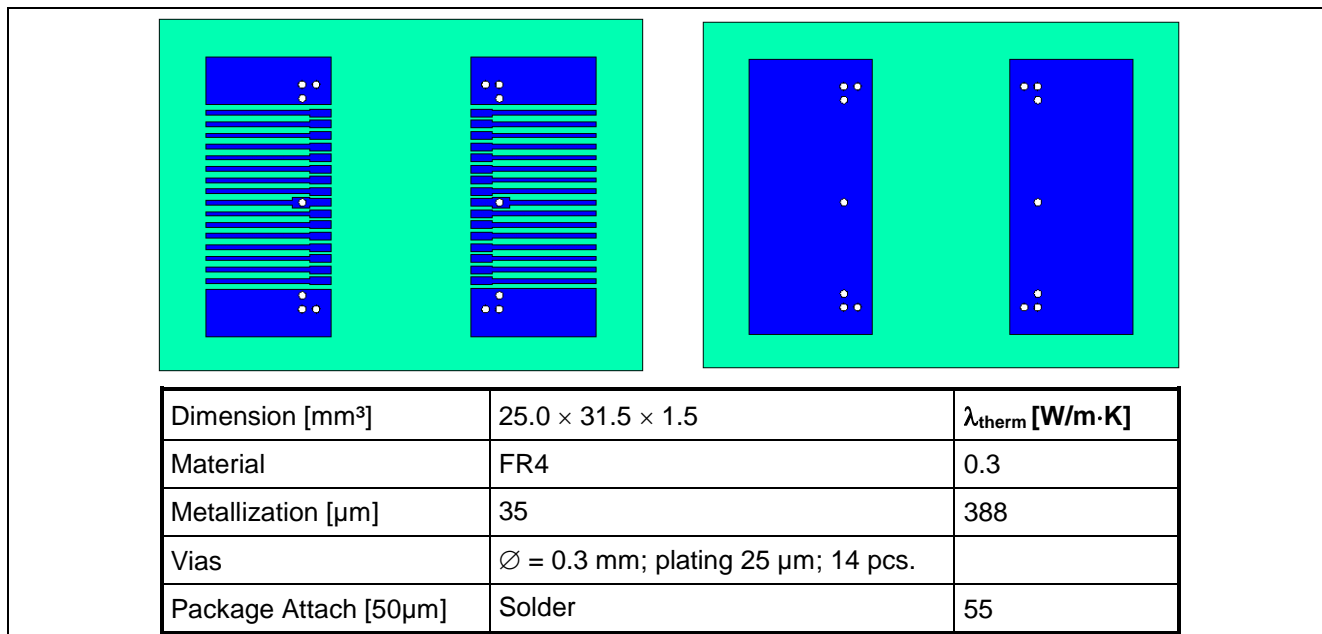 Dimension [mm³] 25.0 × 31.5 × 1.5 λtherm [W/m·K]
Material FR4 0.3
Metallization [µm] 35 388
Vias ∅ = 0.3 mm; plating 25 µm; 14 pcs.
Package Attach [50µm] Solder 55